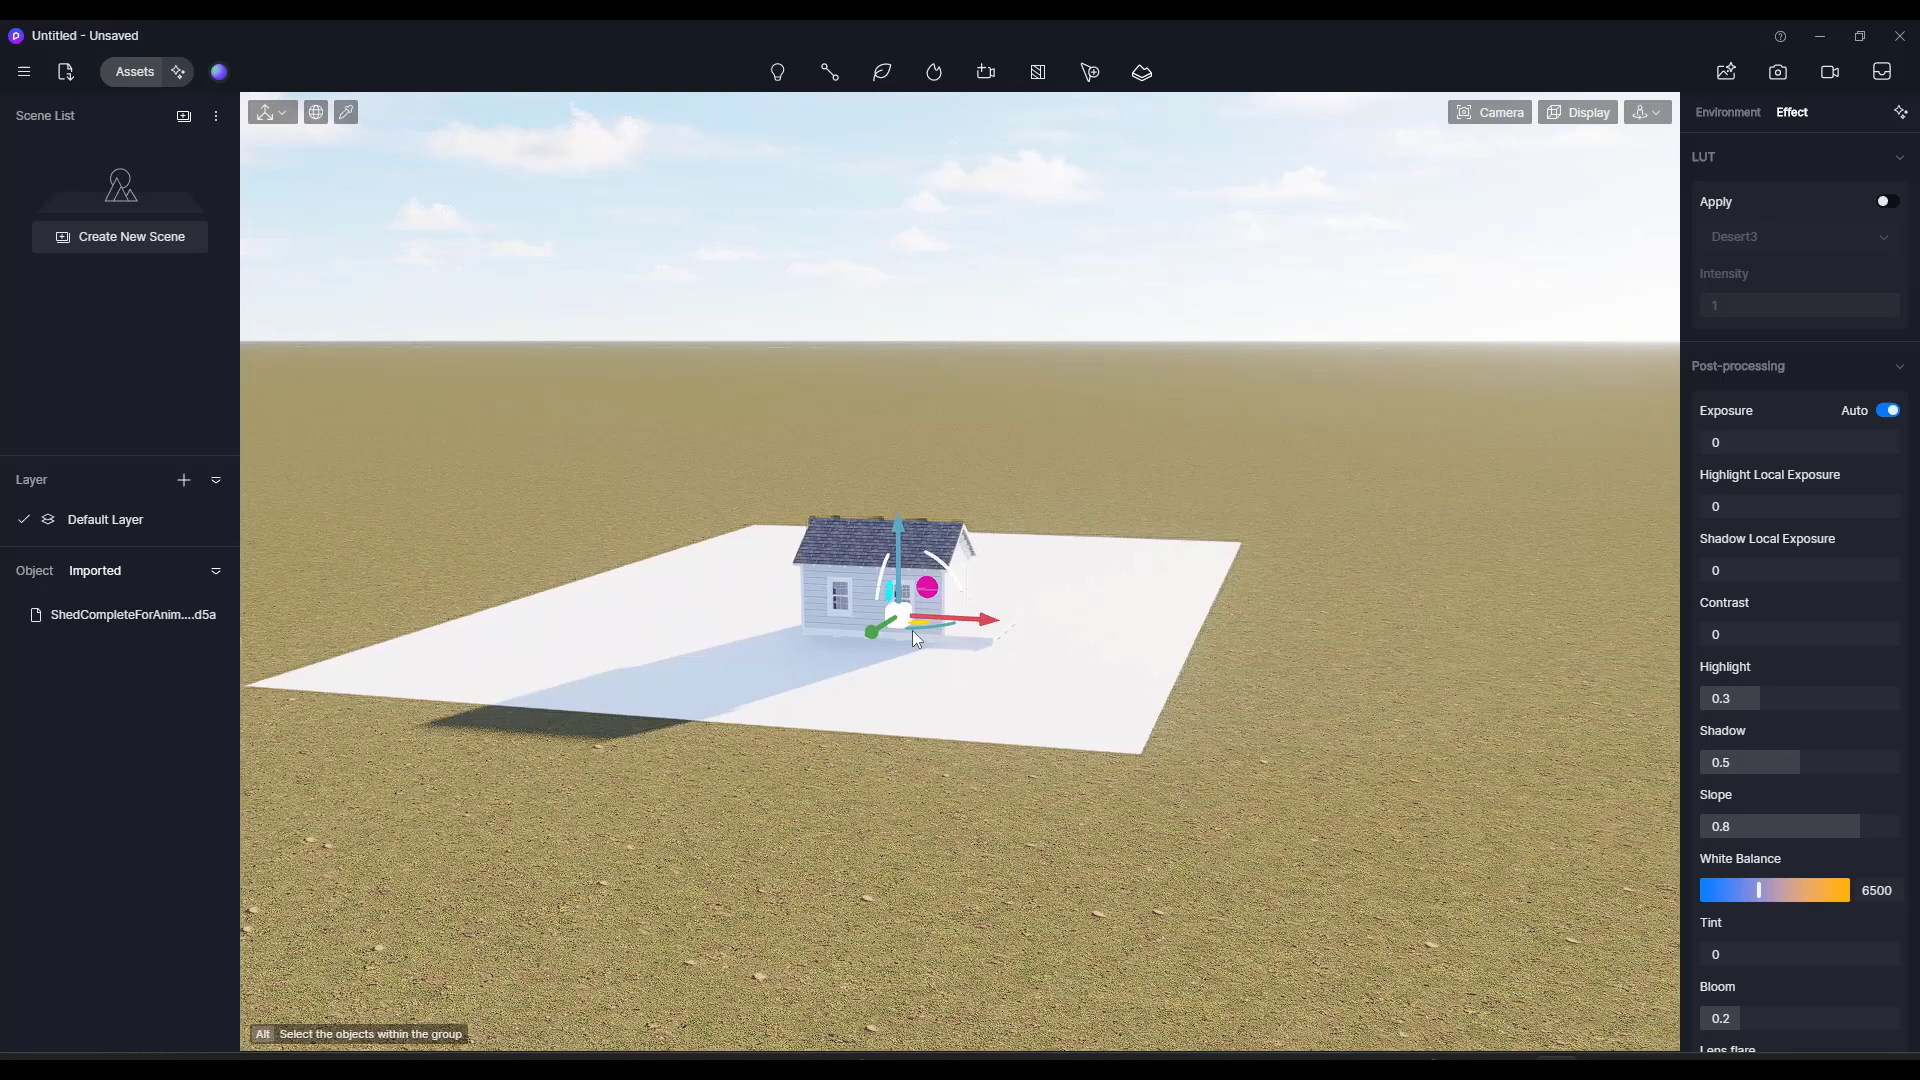 Untitled - Unsaved
Assets
Scene List
Create New Scene
Layer
Default Layer
Object Imported
ShedCompleteForAnim....d5a
Camera
Display
Alt Select the objects within the group
Environment Effect
LUT
Apply
Desert3
Intensity
1
Post-processing
Exposure Auto
0
Highlight Local Exposure
0
Shadow Local Exposure
0
Contrast
0
Highlight
0.3
Shadow
0.5
Slope
0.8
White Balance
6500
Tint
0
Bloom
0.2
Lens flare